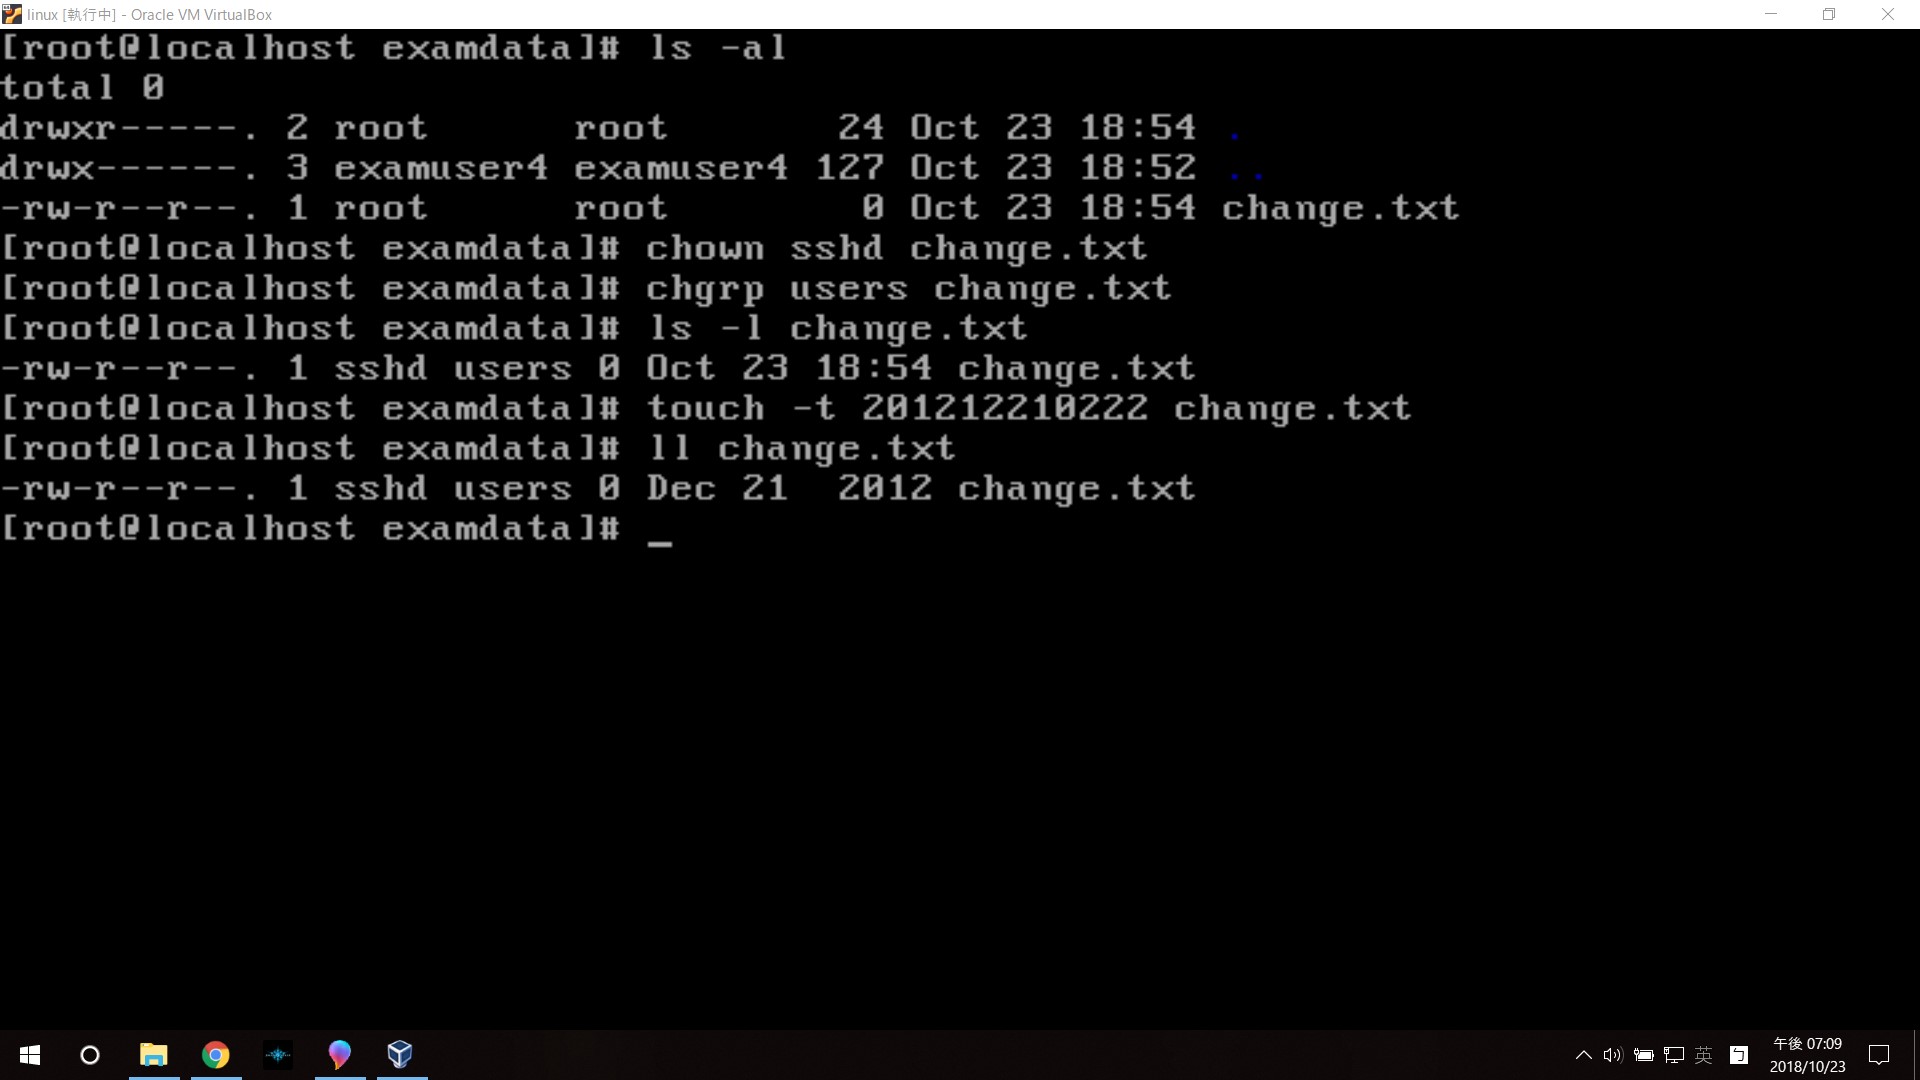 linux [執行中] - Oracle VM VirtualBox
[root@localhost examdata]# ls -al
total 0
drwxr-----. 2 root      root       24 Oct 23 18:54 .
drwx------. 3 examuser4 examuser4 127 Oct 23 18:52 ..
-rw-r--r--. 1 root      root        0 Oct 23 18:54 change.txt
[root@localhost examdata]# chown sshd change.txt
[root@localhost examdata]# chgrp users change.txt
[root@localhost examdata]# ls -l change.txt
-rw-r--r--. 1 sshd users 0 Oct 23 18:54 change.txt
[root@localhost examdata]# touch -t 201212210222 change.txt
[root@localhost examdata]# ll change.txt
-rw-r--r--. 1 sshd users 0 Dec 21  2012 change.txt
[root@localhost examdata]# _
英
午後 07:09
2018/10/23